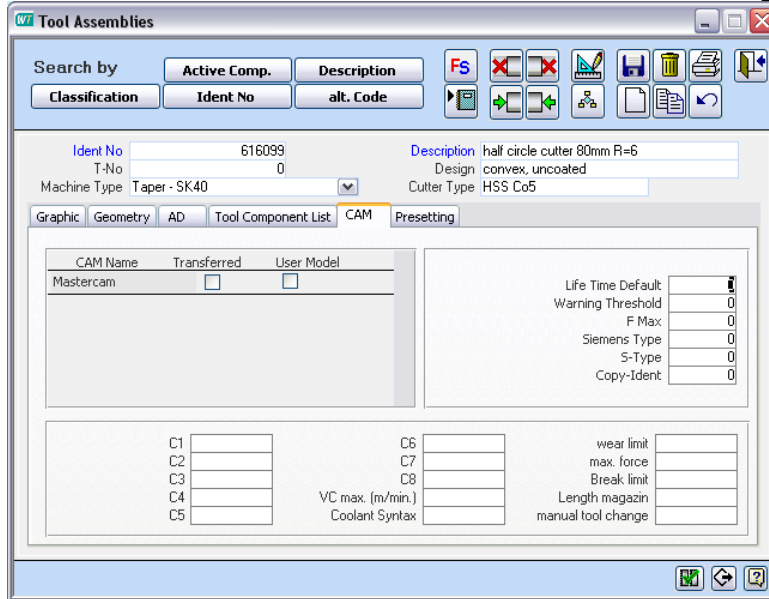 WT Tool Assemblies
Search by
Active Comp. Description
Classification Ident No alt. Code
FS
Ident No 616099 Description half circle cutter 80mm R=6
T-No 0 Design convex, uncoated
Machine Type Taper - SK40 Cutter Type HSS Co5
Graphic Geometry AD Tool Component List CAM Presetting
CAM Name Transferred User Model
Mastercam
Life Time Default
Warning Threshold 0
F Max 0
Siemens Type 0
S-Type 0
Copy-Ident 0
C1 C6 wear limit
C2 C7 max. force
C3 C8 Break limit
C4 VC max. (m/min.) Length magazin
C5 Coolant Syntax manual tool change